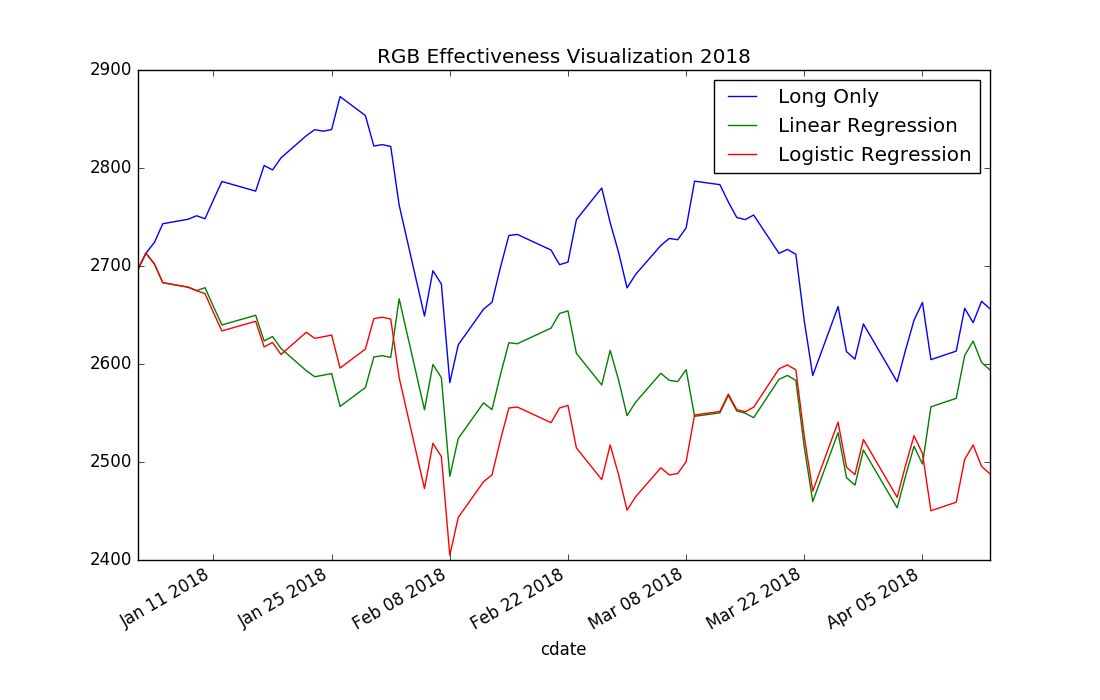 RGB Effectiveness Visualization 2018
2900
2800
2700
2600
2500
2400
Long Only
Linear Regression
Logistic Regression
Jan 11 2018
Jan 25 2018
Feb 08 2018
Feb 22 2018
Mar 08 2018
Mar 22 2018
Apr 05 2018
cdate